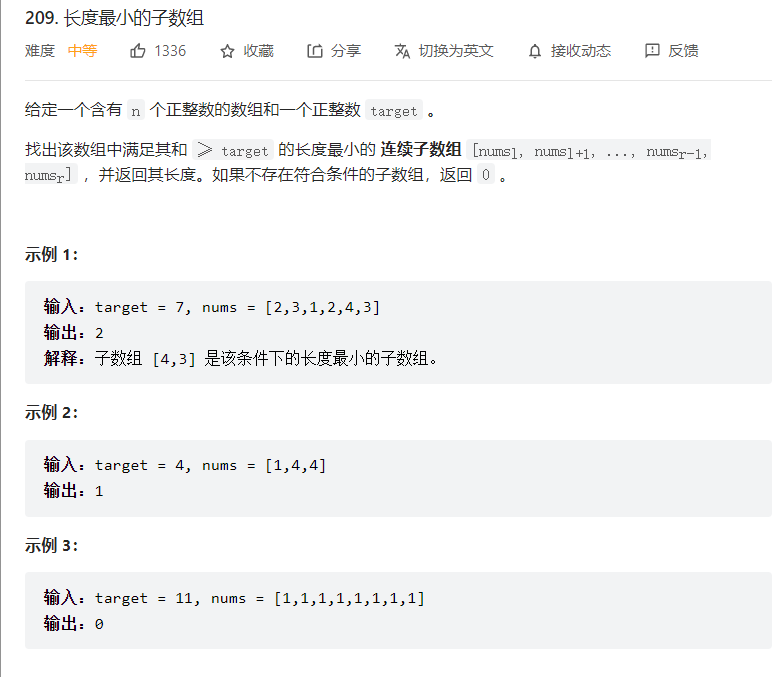 209. 长度最小的子数组
难度 中等 1336 收藏 分享 切换为英文 接收动态 反馈
给定一个含有 n 个正整数的数组和一个正整数 target 。
找出该数组中满足其和 ≥ target 的长度最小的 连续子数组 [numsl, numsl+1, ..., numsr-1,
numsr] ，并返回其长度。如果不存在符合条件的子数组，返回 0 。
示例 1：
输入：target = 7, nums = [2,3,1,2,4,3]
输出：2
解释：子数组 [4,3] 是该条件下的长度最小的子数组。
示例 2：
输入：target = 4, nums = [1,4,4]
输出：1
示例 3：
输入：target = 11, nums = [1,1,1,1,1,1,1,1]
输出：0